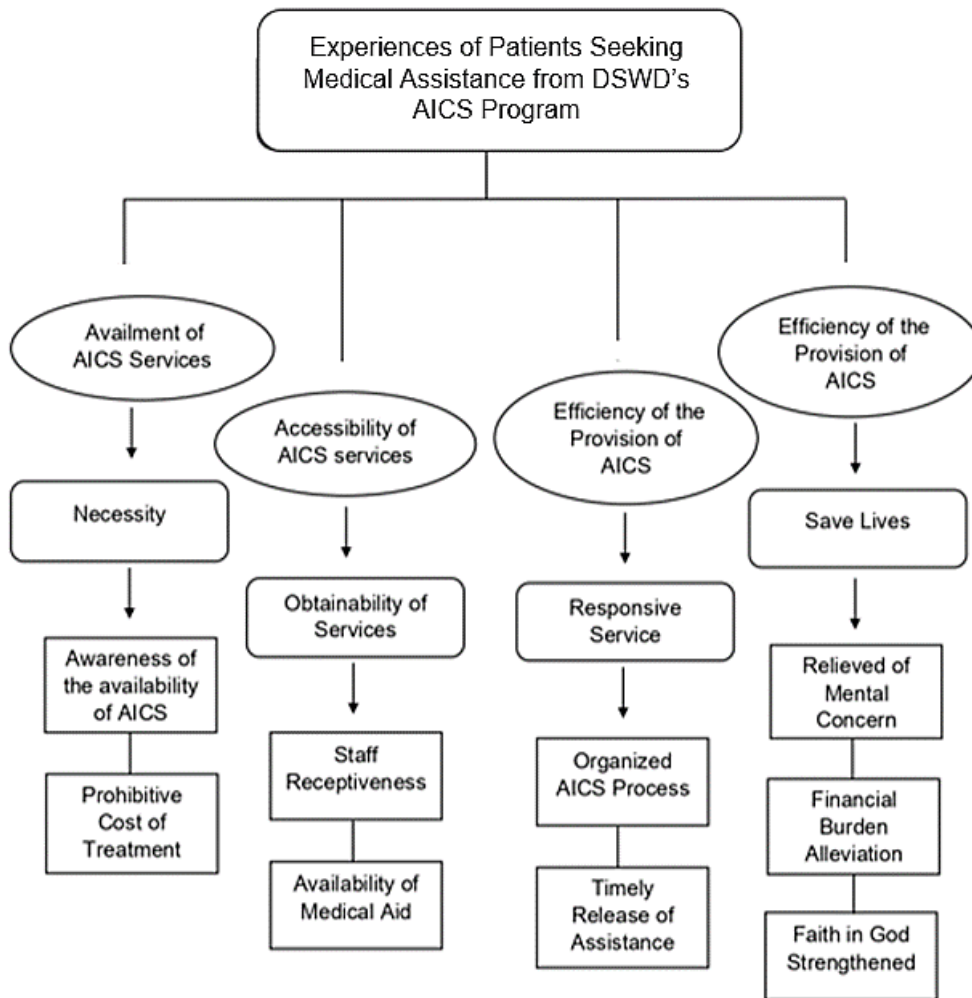 Experiences of Patients Seeking
Medical Assistance from DSWD's
AICS Program
Availment of
AICS Services
Necessity
Awareness of
the availability
of AICS
Prohibitive
Cost of
Treatment
Accessibility of
AICS services
Obtainability of
Services
Staff
Receptiveness
Availability of
Medical Aid
Efficiency of the
Provision of
AICS
Responsive
Service
Organized
AICS Process
Timely
Release of
Assistance
Efficiency of the
Provision of
AICS
Save Lives
Relieved of
Mental
Concern
Financial
Burden
Alleviation
Faith in God
Strengthened